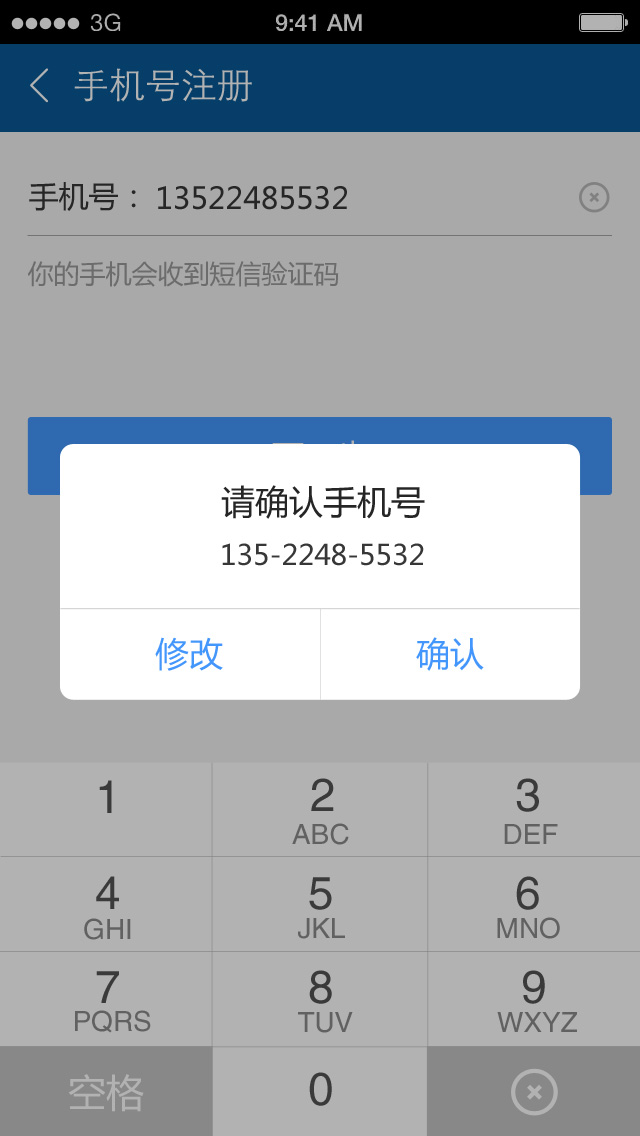 3G 9:41 AM
手机号注册
手机号：13522485532
你的手机会收到短信验证码
请确认手机号
135-2248-5532
修改 确认
1 2 3
ABC DEF
4 5 6
GHI JKL MNO
7 8 9
PQRS TUV WXYZ
空格 0